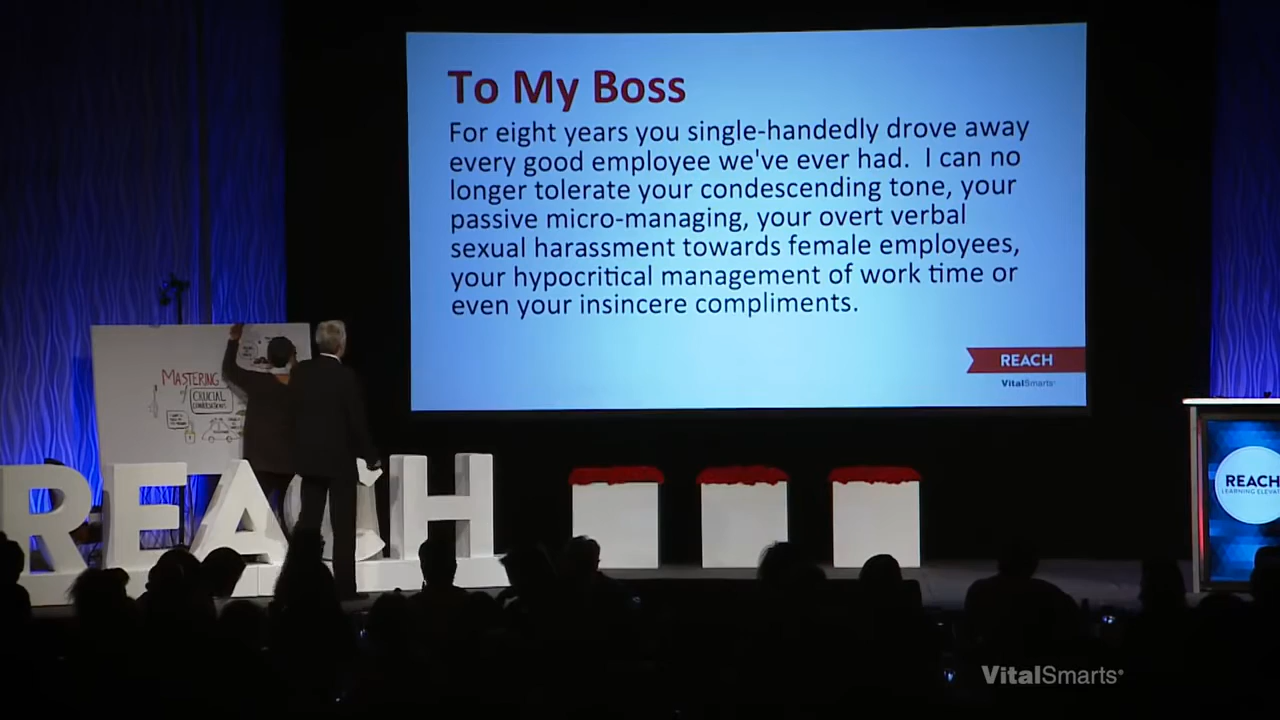 To My Boss
For eight years you single-handedly drove away
every good employee we've ever had.  I can no
longer tolerate your condescending tone, your
passive micro-managing, your overt verbal
sexual harassment towards female employees,
your hypocritical management of work time or
even your insincere compliments.
REACH
VitalSmarts
MASTERING
CRUCIAL
CONVERSATIONS
REACH
REACH
VitalSmarts